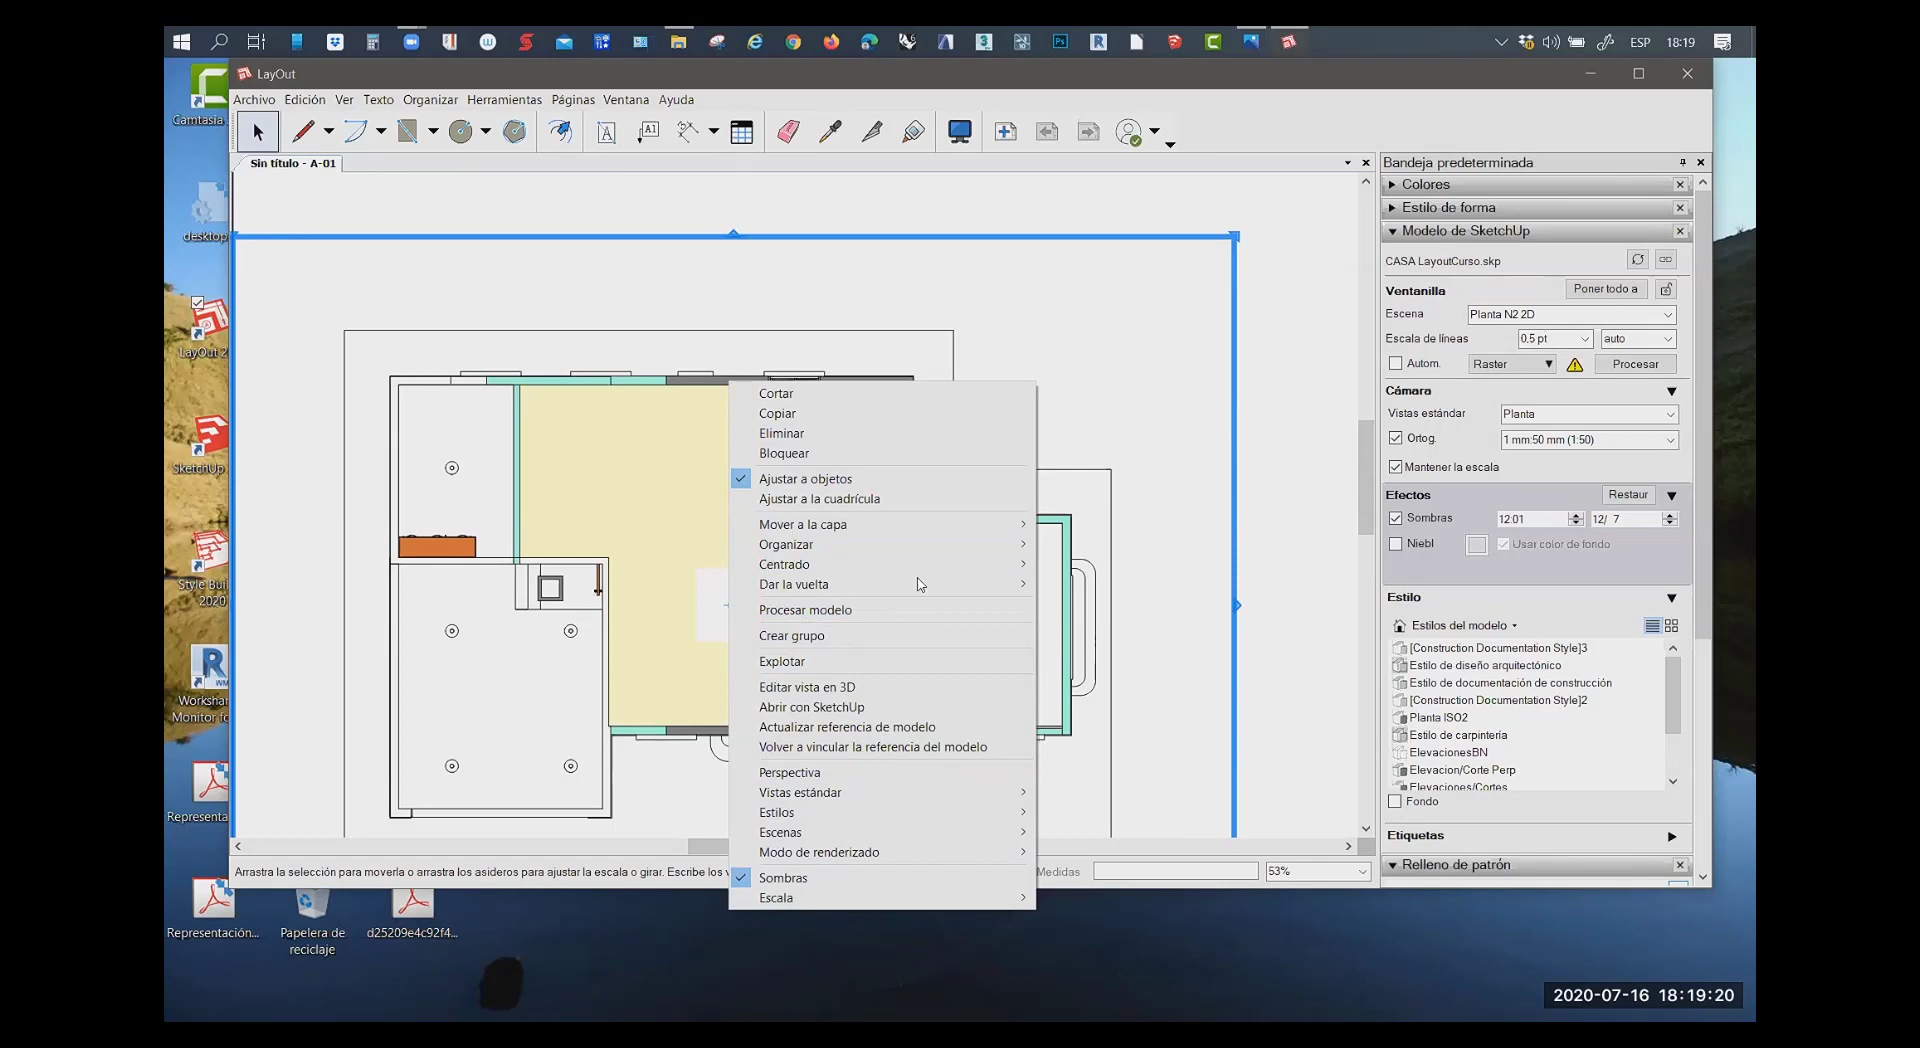 ESP 18:19
LayOut
Archivo Edición Ver Texto Organizar Herramientas Páginas Ventana Ayuda
Sin título - A-01
Bandeja predeterminada
Colores
Estilo de forma
Modelo de SketchUp
CASA LayoutCurso.skp
Ventanilla Poner todo a
Escena Planta N2 2D
Escala de líneas 0,5 pt auto
Autom. Raster Procesar
Cámara
Vistas estándar Planta
Ortog. 1 mm:50 mm (1:50)
Mantener la escala
Efectos Restaur
Sombras 12:01 12/ 7
Niebl Usar color de fondo
Estilo
Estilos del modelo
[Construction Documentation Style]3
Estilo de diseño arquitectónico
Estilo de documentación de construcción
[Construction Documentation Style]2
Planta ISO2
Estilo de carpintería
ElevacionesBN
Elevacion/Corte Perp
Elevaciones/Cortes
Fondo
Etiquetas
Relleno de patrón
Cortar
Copiar
Eliminar
Bloquear
Ajustar a objetos
Ajustar a la cuadrícula
Mover a la capa
Organizar
Centrado
Dar la vuelta
Procesar modelo
Crear grupo
Explotar
Editar vista en 3D
Abrir con SketchUp
Actualizar referencia de modelo
Volver a vincular la referencia del modelo
Perspectiva
Vistas estándar
Estilos
Escenas
Modo de renderizado
Sombras
Escala
Arrastra la selección para moverla o arrastra los asideros para ajustar la escala o girar. Escribe los v
Medidas 53%
Camtasia
desktop
LayOut 2
SketchUp
Style Buil
2020
Workshar
Monitor fo
Representa
Representación...
Papelera de
reciclaje
d25209e4c92f4...
2020-07-16 18:19:20